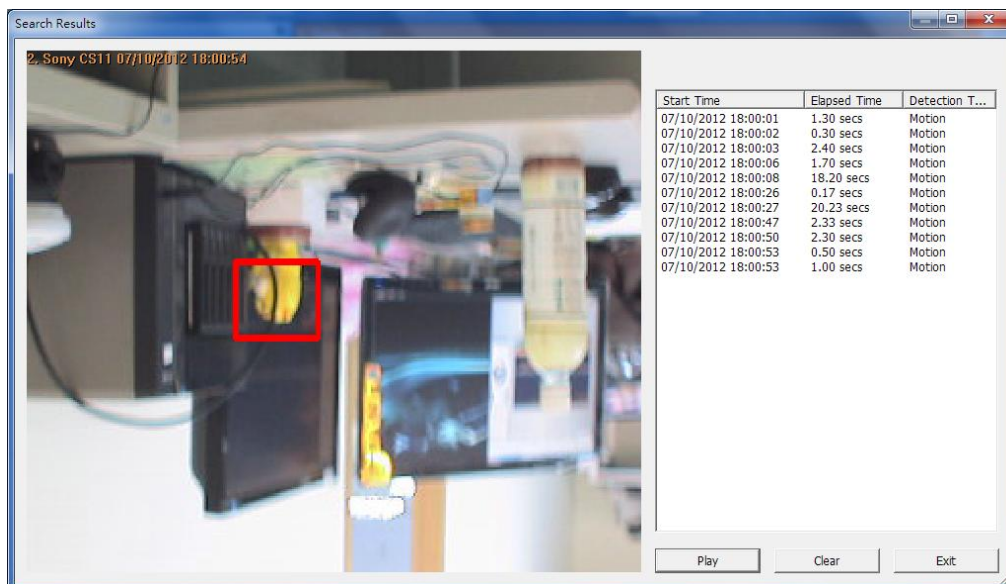 Search Results
2, Sony CS11 07/10/2012 18:00:54
Start Time Elapsed Time Detection T...
07/10/2012 18:00:01 1.30 secs Motion
07/10/2012 18:00:02 0.30 secs Motion
07/10/2012 18:00:03 2.40 secs Motion
07/10/2012 18:00:06 1.70 secs Motion
07/10/2012 18:00:08 18.20 secs Motion
07/10/2012 18:00:26 0.17 secs Motion
07/10/2012 18:00:27 20.23 secs Motion
07/10/2012 18:00:47 2.33 secs Motion
07/10/2012 18:00:50 2.30 secs Motion
07/10/2012 18:00:53 0.50 secs Motion
07/10/2012 18:00:53 1.00 secs Motion
Play Clear Exit